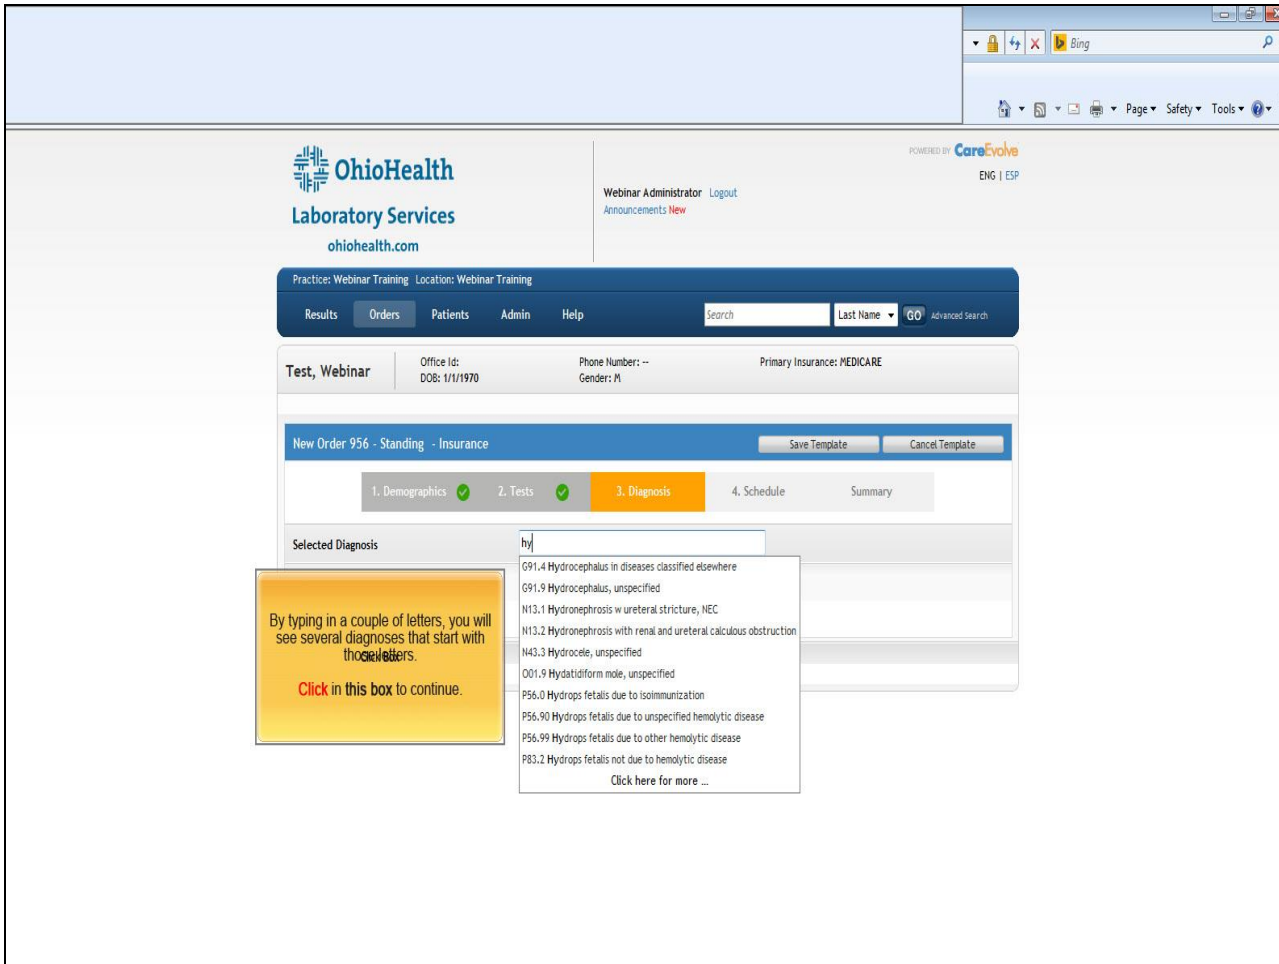 Bing
Page Safety Tools
OhioHealth
Laboratory Services
ohiohealth.com
Webinar Administrator Logout
Announcements New
POWERED BY CareEvolve
ENG | ESP
Practice: Webinar Training Location: Webinar Training
Results Orders Patients Admin Help Search Last Name GO Advanced Search
Test, Webinar
Office Id:
DOB: 1/1/1970
Phone Number: --
Gender: M
Primary Insurance: MEDICARE
New Order 956 - Standing - Insurance Save Template Cancel Template
1. Demographics 2. Tests 3. Diagnosis 4. Schedule Summary
Selected Diagnosis hy
G91.4 Hydrocephalus in diseases classified elsewhere
G91.9 Hydrocephalus, unspecified
N13.1 Hydronephrosis w ureteral stricture, NEC
N13.2 Hydronephrosis with renal and ureteral calculous obstruction
N43.3 Hydrocele, unspecified
O01.9 Hydatidiform mole, unspecified
P56.0 Hydrops fetalis due to isoimmunization
P56.90 Hydrops fetalis due to unspecified hemolytic disease
P56.99 Hydrops fetalis due to other hemolytic disease
P83.2 Hydrops fetalis not due to hemolytic disease
Click here for more ...
By typing in a couple of letters, you will
see several diagnoses that start with
those letters.
Click Box
Click in this box to continue.